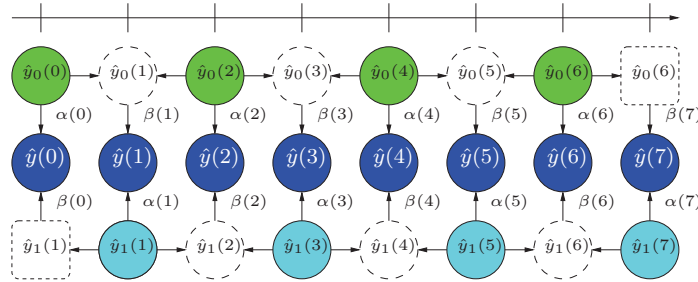 ŷ₀(0) ŷ₀(1) ŷ₀(2) ŷ₀(3) ŷ₀(4) ŷ₀(5) ŷ₀(6) ŷ₀(6)
α(0) β(1) α(2) β(3) α(4) β(5) α(6) β(7)
ŷ(0) ŷ(1) ŷ(2) ŷ(3) ŷ(4) ŷ(5) ŷ(6) ŷ(7)
β(0) α(1) β(2) α(3) β(4) α(5) β(6) α(7)
ŷ₁(1) ŷ₁(1) ŷ₁(2) ŷ₁(3) ŷ₁(4) ŷ₁(5) ŷ₁(6) ŷ₁(7)